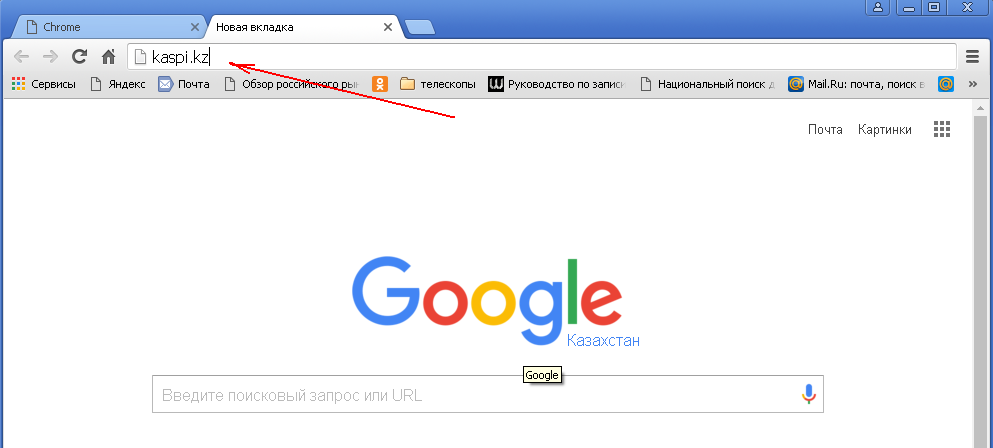 Chrome
Новая вкладка
kaspi.kz
Сервисы Яндекс Почта Обзор российского рын телескопы Руководство по записи Национальный поиск д Mail.Ru: почта, поиск в »
Почта Картинки
Google
Казахстан
Google
Введите поисковый запрос или URL